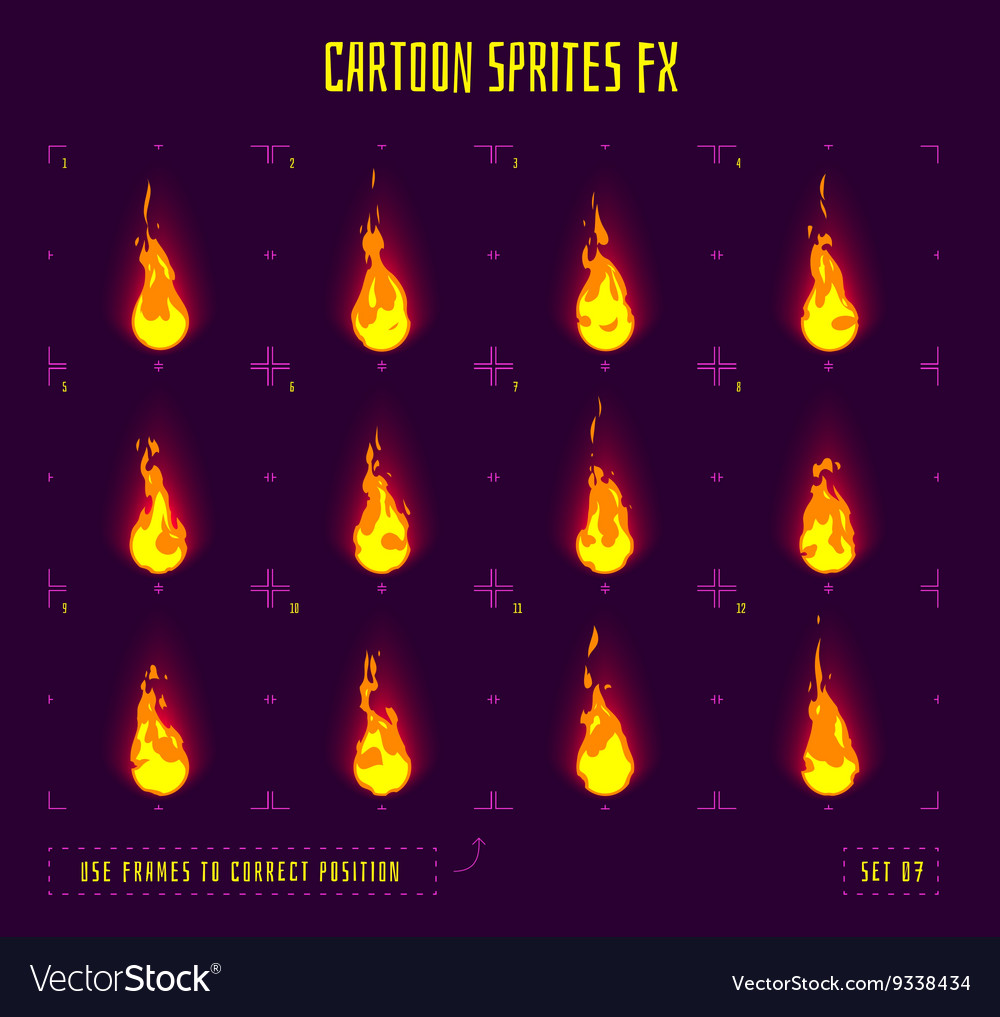 CARTOON SPRITES FX
1 2 3 4
5 6 7 8
9 10 11 12
USE FRAMES TO CORRECT POSITION
SET 07
VectorStock®
VectorStock.com/9338434